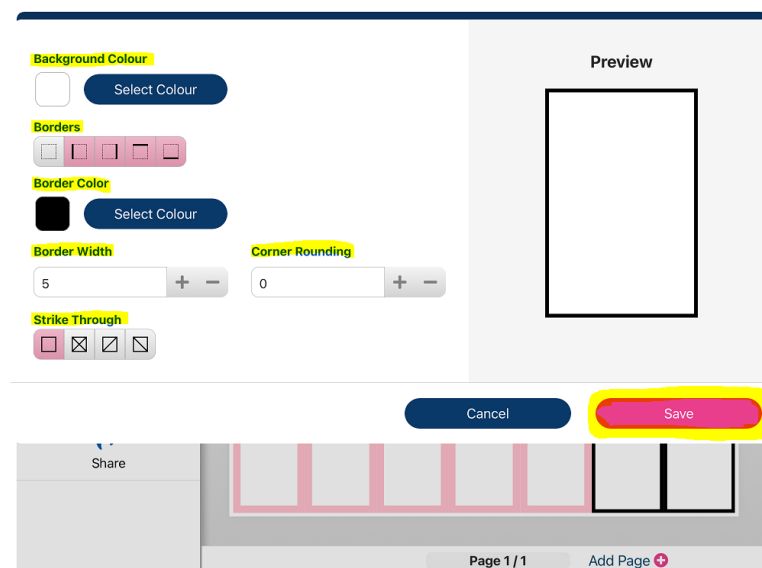 Background Colour
Preview
Select Colour
Borders
Border Color
Select Colour
Border Width
Corner Rounding
5
0
Strike Through
Cancel
Save
Share
Page 1 / 1
Add Page